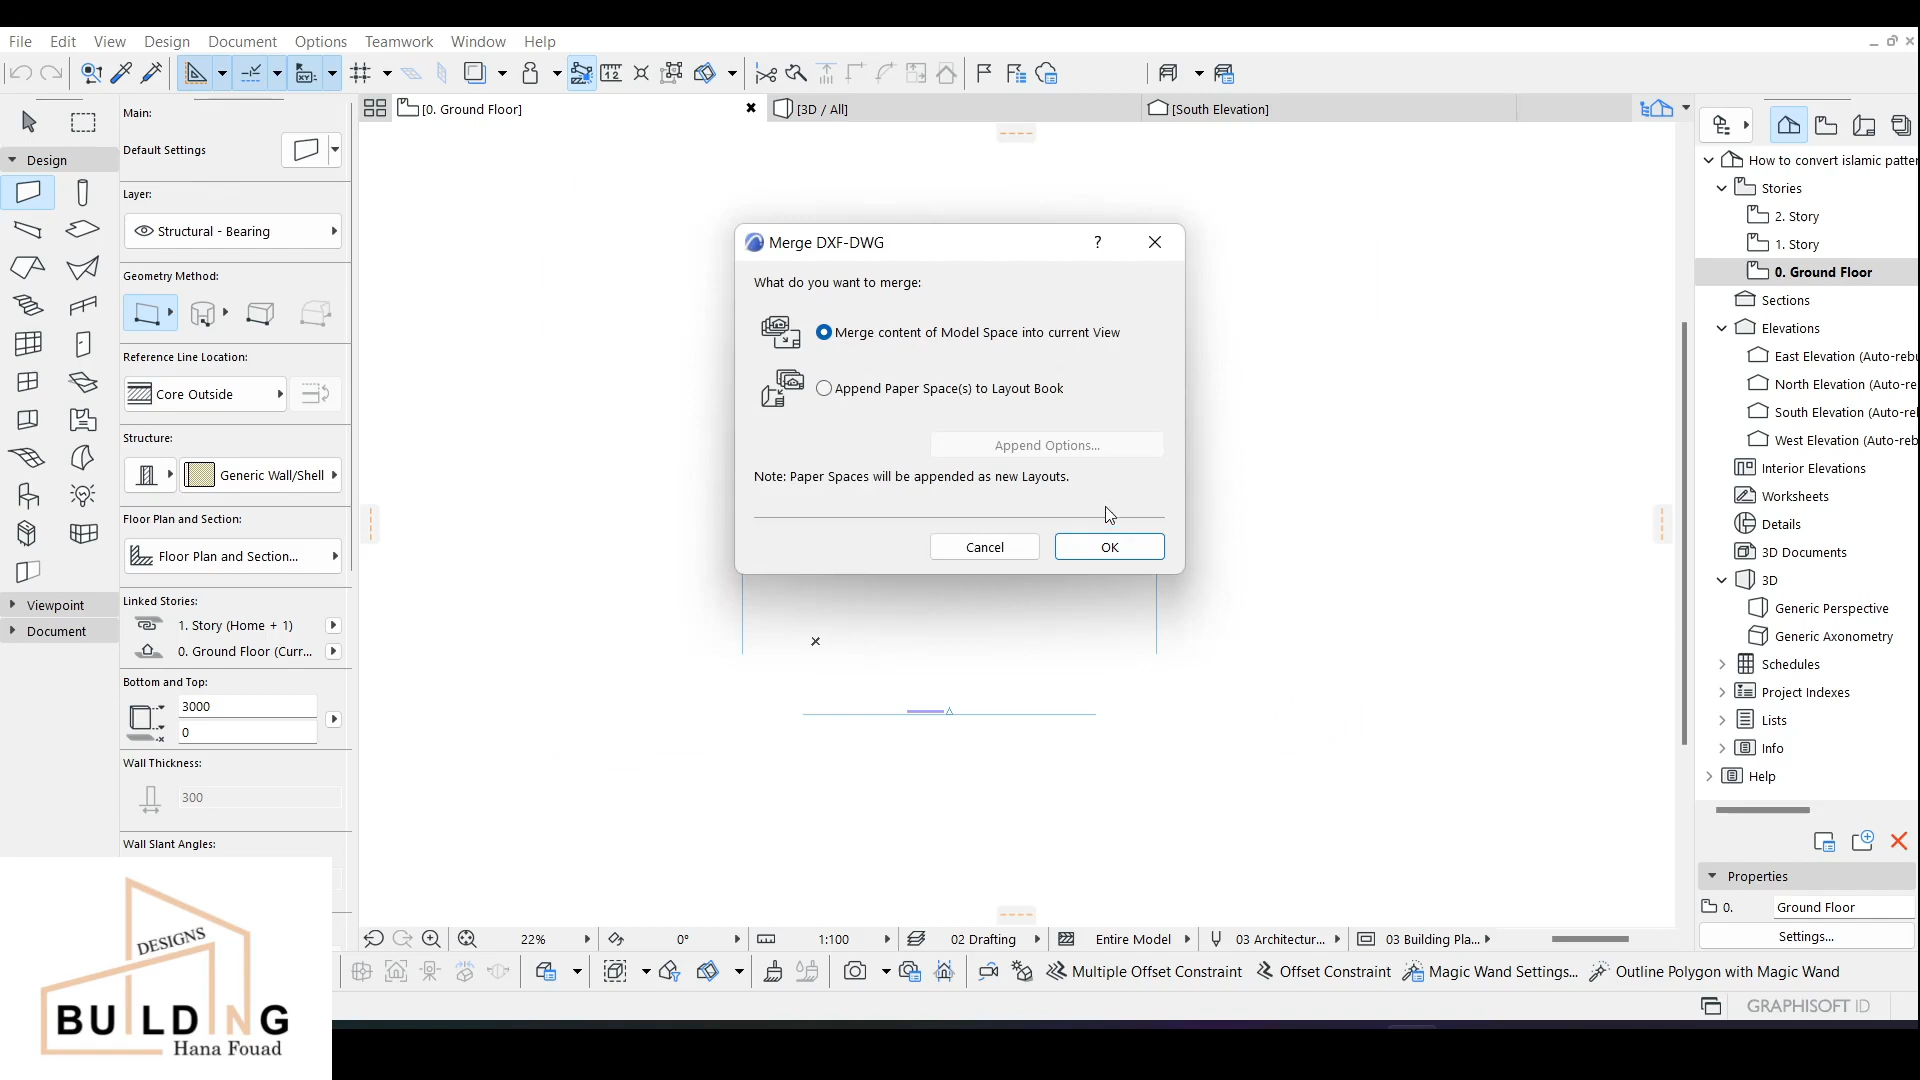 File Edit View Design Document Options Teamwork Window Help
[0. Ground Floor]
[3D / All]
[South Elevation]
Main:
Default Settings
Design
Layer:
Structural - Bearing
Geometry Method:
Reference Line Location:
Core Outside
Structure:
Generic Wall/Shell
Floor Plan and Section:
Floor Plan and Section...
Linked Stories:
1. Story (Home + 1)
0. Ground Floor (Curr...
Bottom and Top:
3000
0
Wall Thickness:
300
Wall Slant Angles:
Viewpoint
Document
Merge DXF-DWG
?
What do you want to merge:
Merge content of Model Space into current View
Append Paper Space(s) to Layout Book
Append Options...
Note: Paper Spaces will be appended as new Layouts.
Cancel
OK
How to convert islamic patter
Stories
2. Story
1. Story
0. Ground Floor
Sections
Elevations
East Elevation (Auto-rebu
North Elevation (Auto-re
South Elevation (Auto-rel
West Elevation (Auto-reb
Interior Elevations
Worksheets
Details
3D Documents
3D
Generic Perspective
Generic Axonometry
Schedules
Project Indexes
Lists
Info
Help
Properties
0.
Ground Floor
Settings...
22%
0°
1:100
02 Drafting
Entire Model
03 Architectur...
03 Building Pla...
Multiple Offset Constraint
Offset Constraint
Magic Wand Settings...
Outline Polygon with Magic Wand
GRAPHISOFT ID
DESIGNS
BUILDING
Hana Fouad